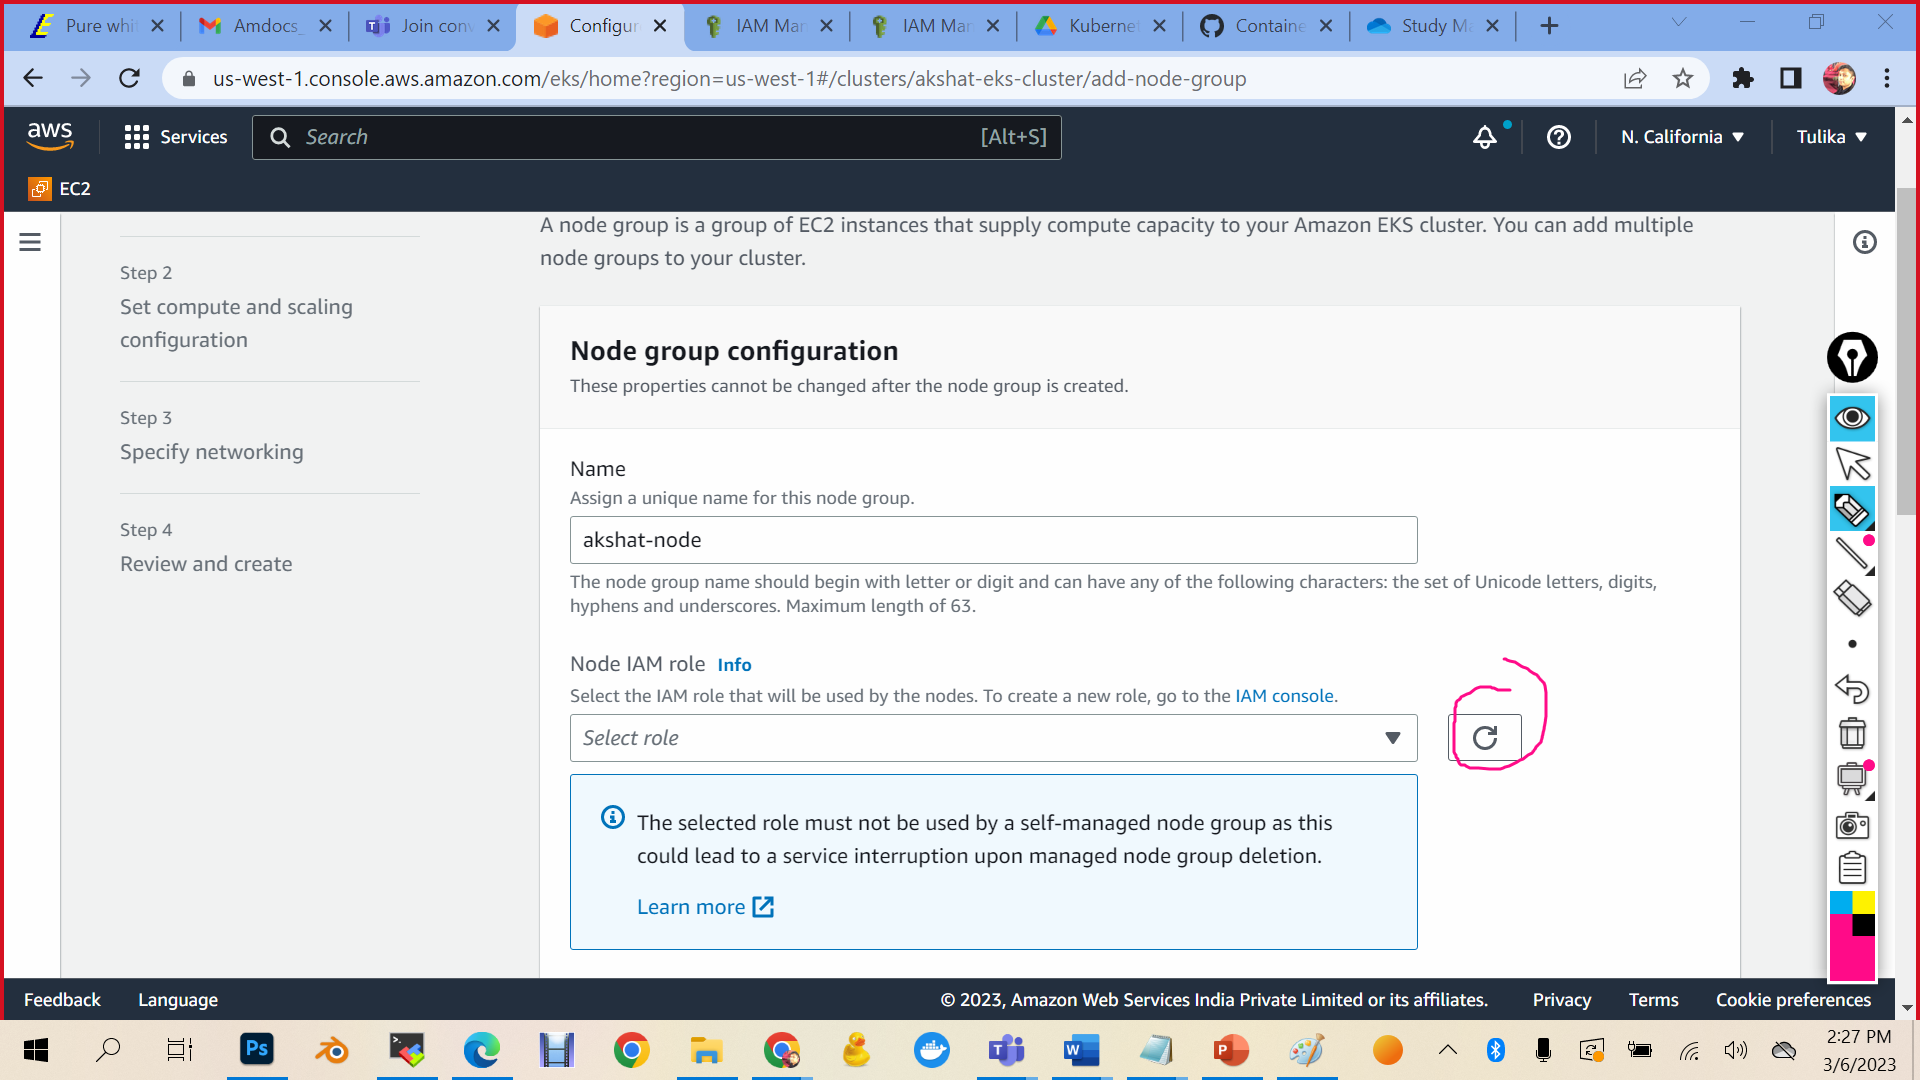 Pure whi
Amdocs_
Join conv
Configur
IAM Man
IAM Man
Kuberne
Containe
Study Ma
us-west-1.console.aws.amazon.com/eks/home?region=us-west-1#/clusters/akshat-eks-cluster/add-node-group
aws
Services
Search
[Alt+S]
N. California
Tulika
EC2
A node group is a group of EC2 instances that supply compute capacity to your Amazon EKS cluster. You can add multiple
node groups to your cluster.
Step 2
Set compute and scaling
configuration
Step 3
Specify networking
Step 4
Review and create
Node group configuration
These properties cannot be changed after the node group is created.
Name
Assign a unique name for this node group.
akshat-node
The node group name should begin with letter or digit and can have any of the following characters: the set of Unicode letters, digits,
hyphens and underscores. Maximum length of 63.
Node IAM role Info
Select the IAM role that will be used by the nodes. To create a new role, go to the IAM console.
Select role
The selected role must not be used by a self-managed node group as this
could lead to a service interruption upon managed node group deletion.
Learn more
Feedback
Language
© 2023, Amazon Web Services India Private Limited or its affiliates.
Privacy
Terms
Cookie preferences
Ps
2:27 PM
3/6/2023